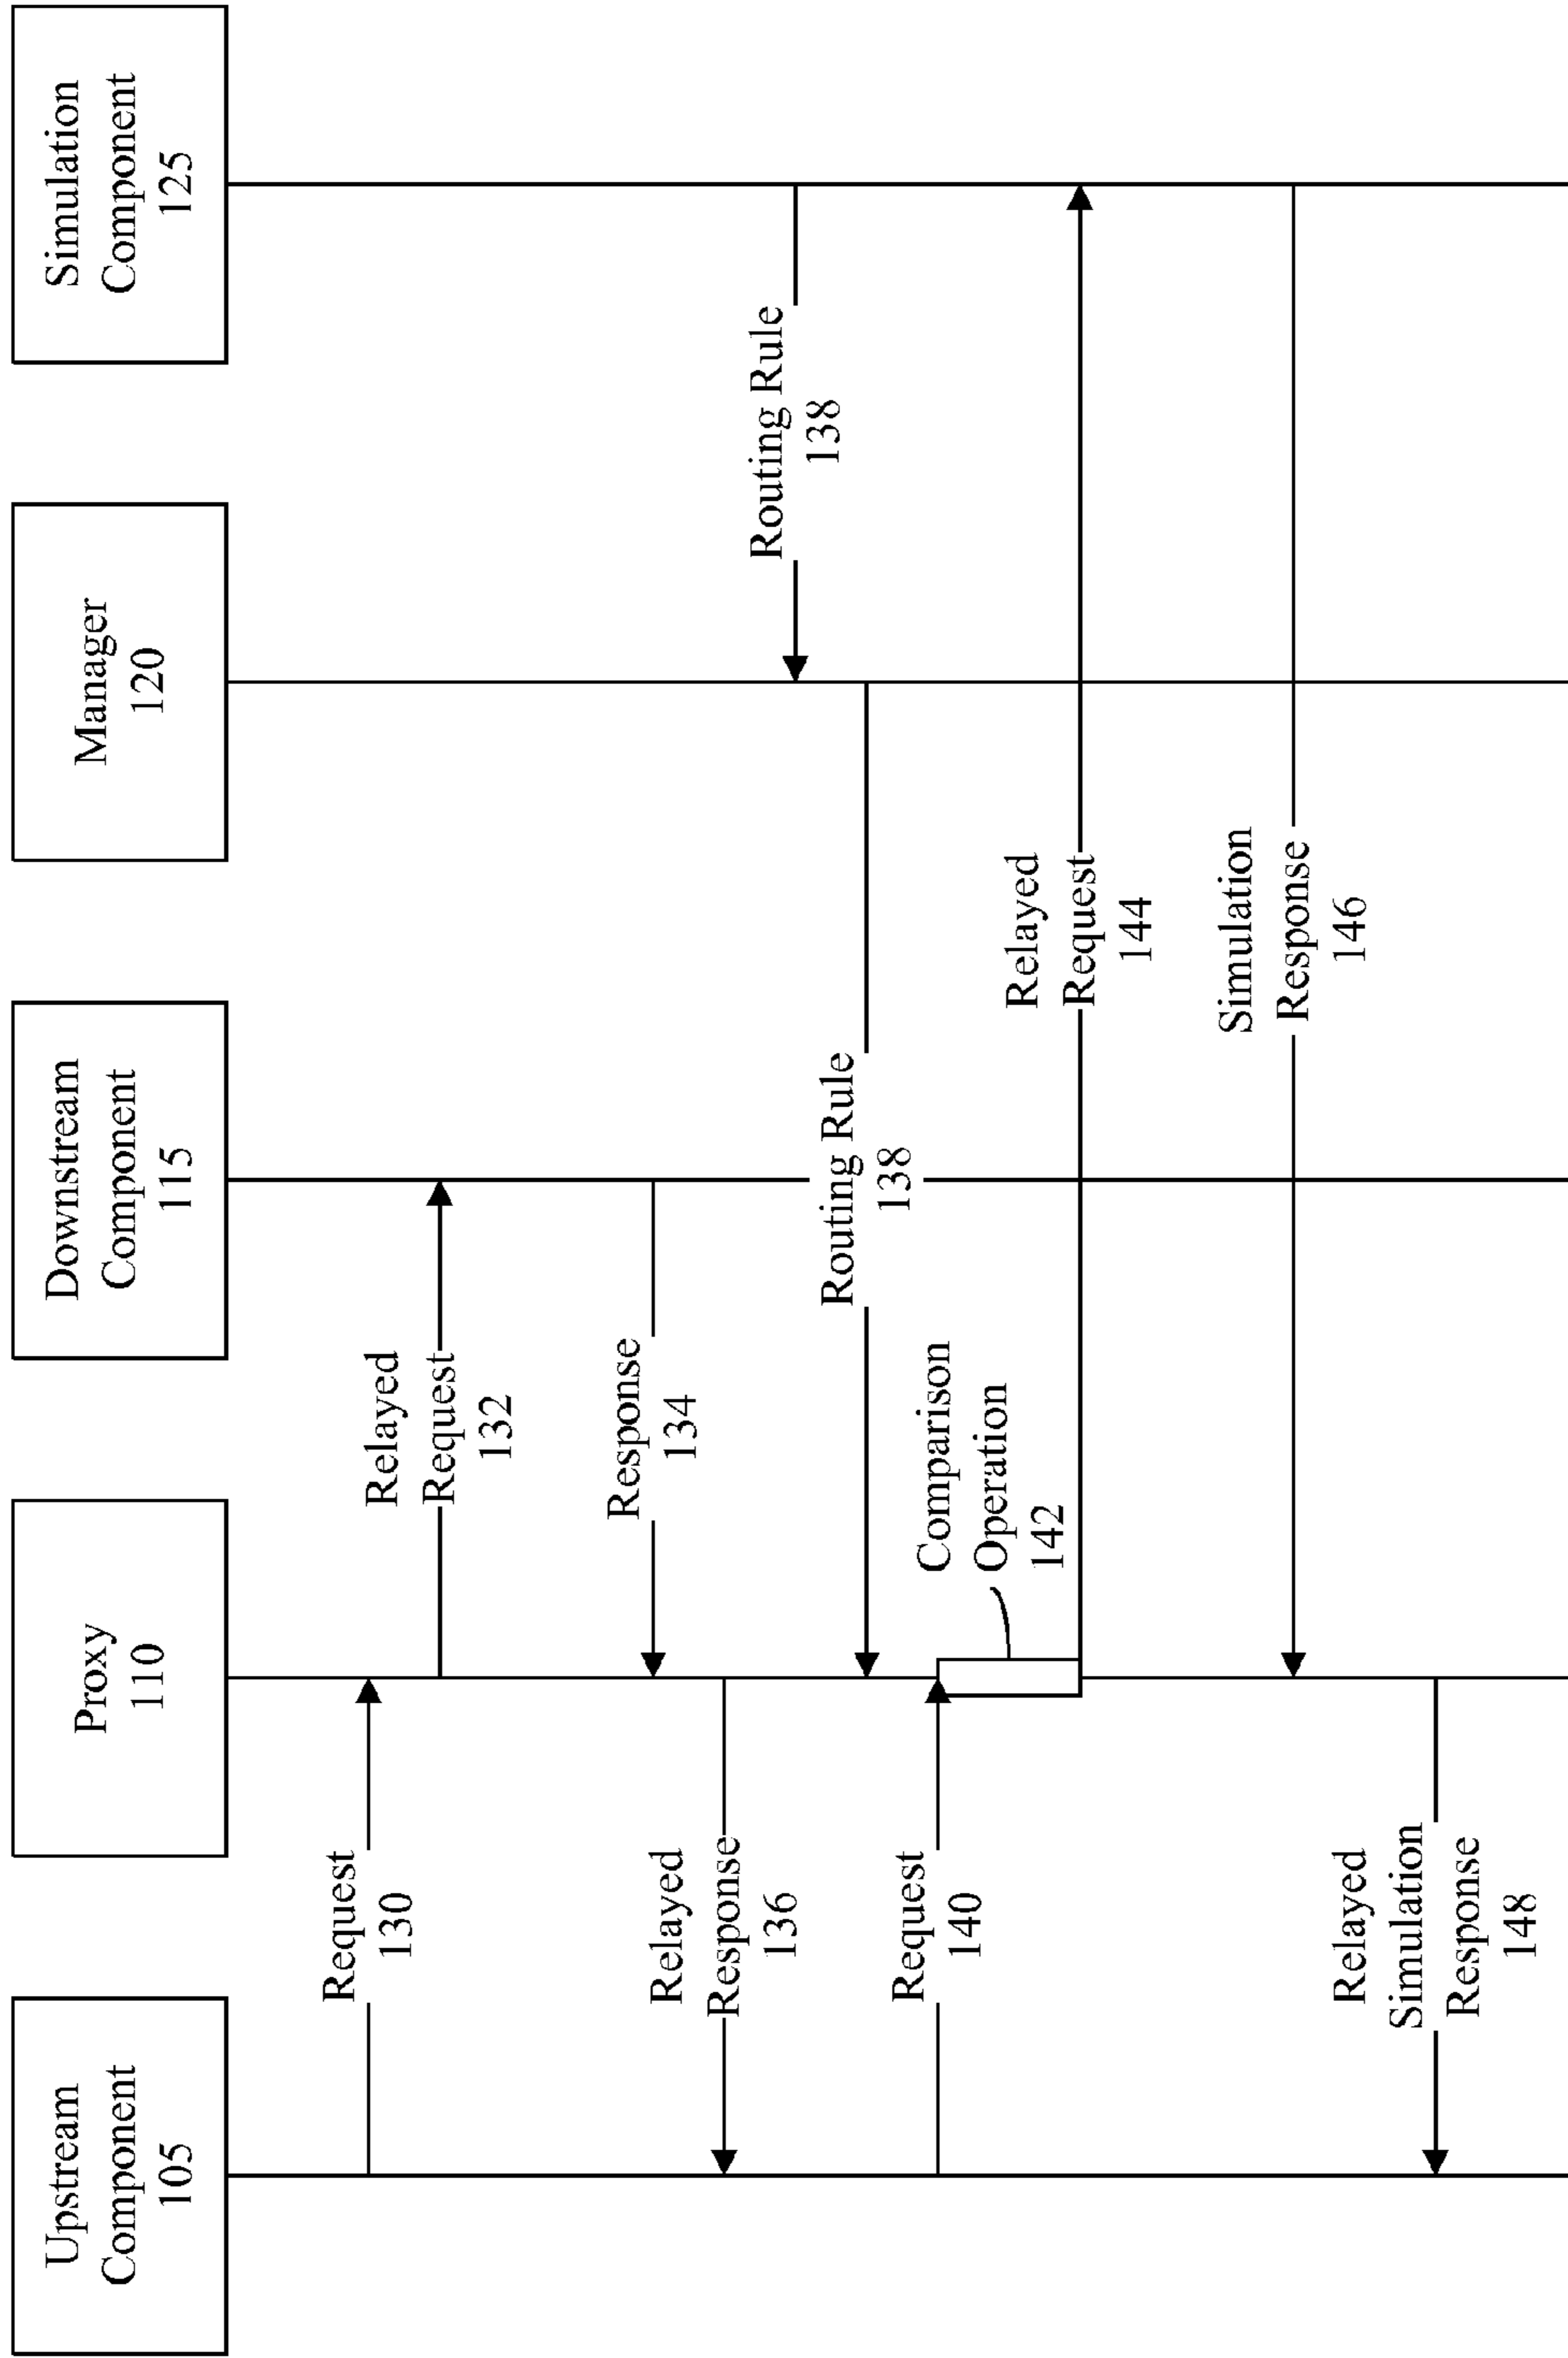 Upstream
Component
105
Proxy
110
Downstream
Component
115
Manager
120
Simulation
Component
125
Request
130
Relayed
Request
132
Response
134
Relayed
Response
136
Routing Rule
138
Routing Rule
138
Request
140
Comparison
Operation
142
Relayed
Request
144
Simulation
Response
146
Relayed
Simulation
Response
148